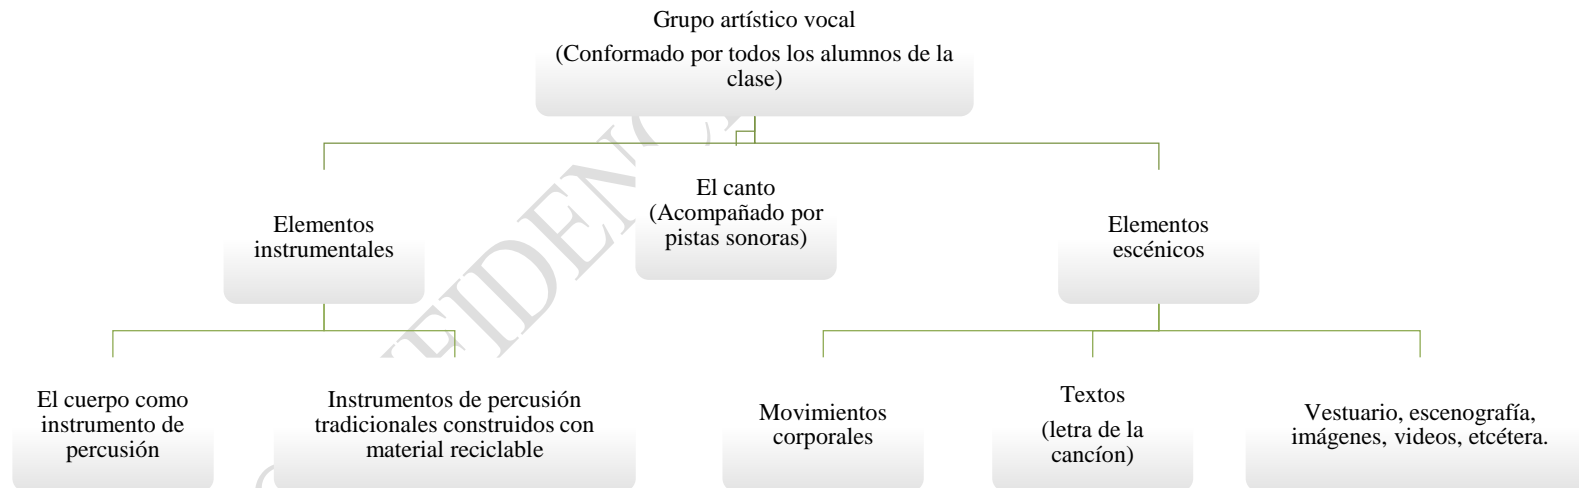 Grupo artístico vocal
(Conformado por todos los alumnos de la
clase)
El canto
(Acompañado por
pistas sonoras)
Elementos
instrumentales
Elementos
escénicos
El cuerpo como
instrumento de
percusión
Instrumentos de percusión
tradicionales construidos con
material reciclable
Movimientos
corporales
Textos
(letra de la
cancíon)
Vestuario, escenografía,
imágenes, videos, etcétera.